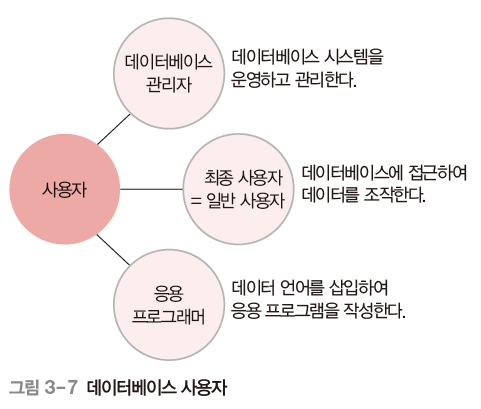 데이터베이스
관리자
데이터베이스 시스템을
운영하고 관리한다.
사용자
최종 사용자
= 일반 사용자
데이터베이스에 접근하여
데이터를 조작한다.
응용
프로그래머
데이터 언어를 삽입하여
응용 프로그램을 작성한다.
그림 3-7 데이터베이스 사용자